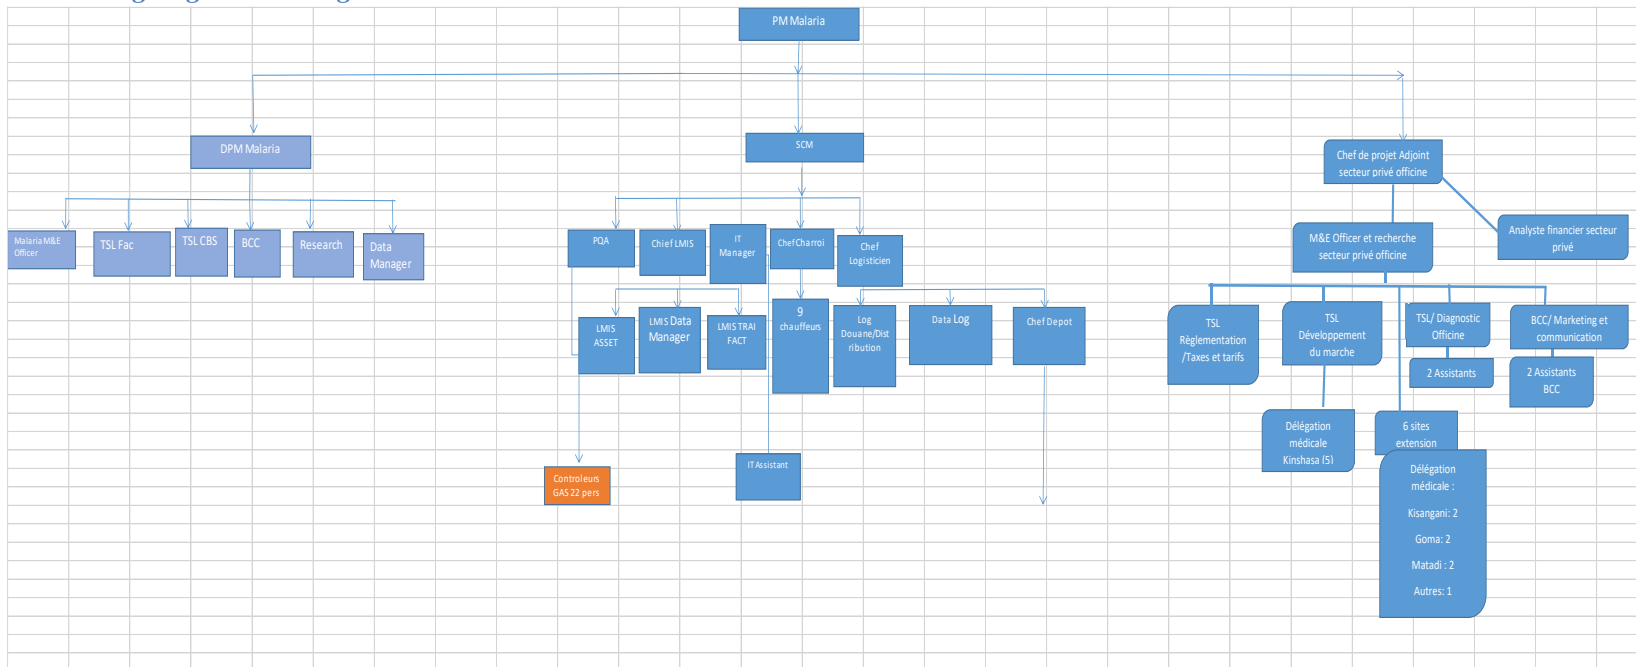 PM Malaria
DPM Malaria
SCM
Chef de projet Adjoint
secteur privé officine
Malaria M&E
Officer
TSL Fac
TSL CBS
BCC
Research
Data
Manager
PQA
Chief LMIS
IT
Manager
Chef Charroi
Chef
Logisticien
M&E Officer et recherche
secteur privé officine
Analyste financier secteur
privé
LMIS
ASSET
LMIS Data
Manager
LMIS TRAI
FACT
9
chauffeurs
Log
Douane/Dist
ribution
Data Log
Chef Depot
TSL
Règlementation
/Taxes et tarifs
TSL
Développement
du marche
TSL/ Diagnostic
Officine
BCC/ Marketing et
communication
2 Assistants
2 Assistants
BCC
Délégation
médicale
Kinshasa (5)
6 sites
extension
Controleurs
GAS 22 pers
IT Assistant
Délégation
médicale :
Kisangani: 2
Goma: 2
Matadi : 2
Autres: 1